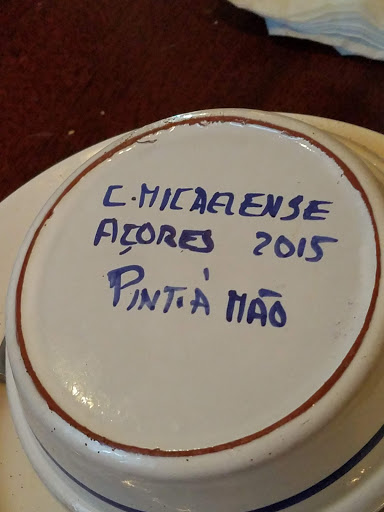 C. MICAELENSE
AÇORES 2015
PINT. À MÃO